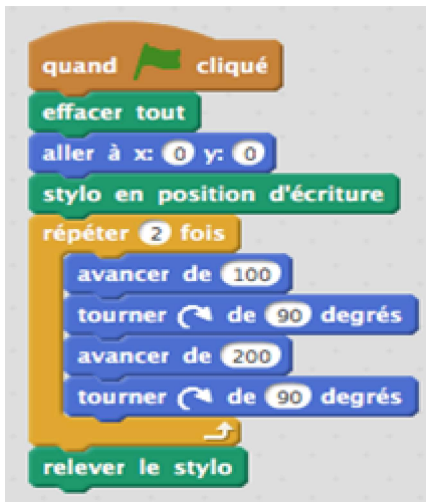 quand cliqué
effacer tout
aller à x: 0 y: 0
stylo en position d'écriture
répéter 2 fois
avancer de 100
tourner de 90 degrés
avancer de 200
tourner de 90 degrés
relever le stylo